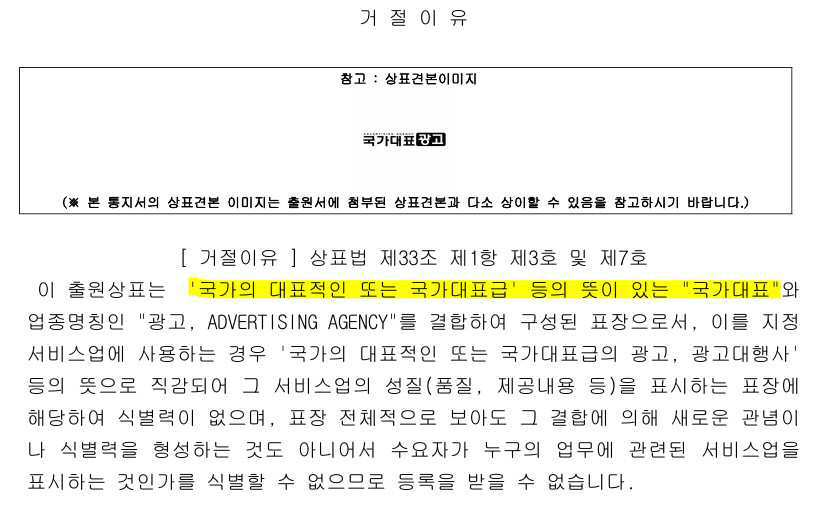 거 절 이 유
참고 : 상표견본이미지
국가대표광고
(※ 본 통지서의 상표견본 이미지는 출원서에 첨부된 상표견본과 다소 상이할 수 있음을 참고하시기 바랍니다.)
[ 거절이유 ] 상표법 제33조 제1항 제3호 및 제7호
이 출원상표는 '국가의 대표적인 또는 국가대표급' 등의 뜻이 있는 "국가대표"와
업종명칭인 "광고, ADVERTISING AGENCY"를 결합하여 구성된 표장으로서, 이를 지정
서비스업에 사용하는 경우 '국가의 대표적인 또는 국가대표급의 광고, 광고대행사'
등의 뜻으로 직감되어 그 서비스업의 성질(품질, 제공내용 등)을 표시하는 표장에
해당하여 식별력이 없으며, 표장 전체적으로 보아도 그 결합에 의해 새로운 관념이
나 식별력을 형성하는 것도 아니어서 수요자가 누구의 업무에 관련된 서비스업을
표시하는 것인가를 식별할 수 없으므로 등록을 받을 수 없습니다.